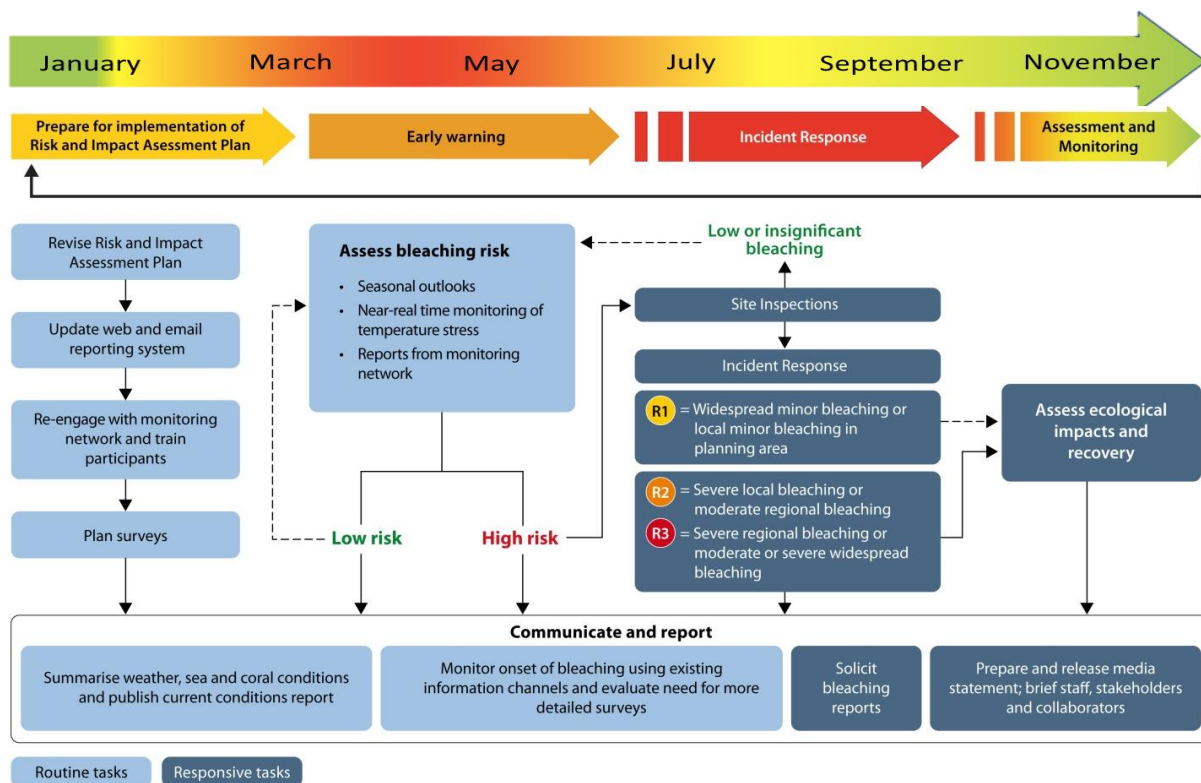 January March May July September November
Prepare for implementation of
Risk and Impact Asessment Plan
Early warning
Incident Response
Assessment and
Monitoring
Revise Risk and Impact
Assessment Plan
Update web and email
reporting system
Re-engage with monitoring
network and train
participants
Plan surveys
Assess bleaching risk
• Seasonal outlooks
• Near-real time monitoring of
temperature stress
• Reports from monitoring
network
Low risk
High risk
Low or insignificant
bleaching
Site Inspections
Incident Response
R1 = Widespread minor bleaching or
local minor bleaching in
planning area
R2 = Severe local bleaching or
moderate regional bleaching
R3 = Severe regional bleaching or
moderate or severe widespread
bleaching
Assess ecological
impacts and
recovery
Communicate and report
Summarise weather, sea and coral conditions
and publish current conditions report
Monitor onset of bleaching using existing
information channels and evaluate need for more
detailed surveys
Solicit
bleaching
reports
Prepare and release media
statement; brief staff, stakeholders
and collaborators
Routine tasks
Responsive tasks